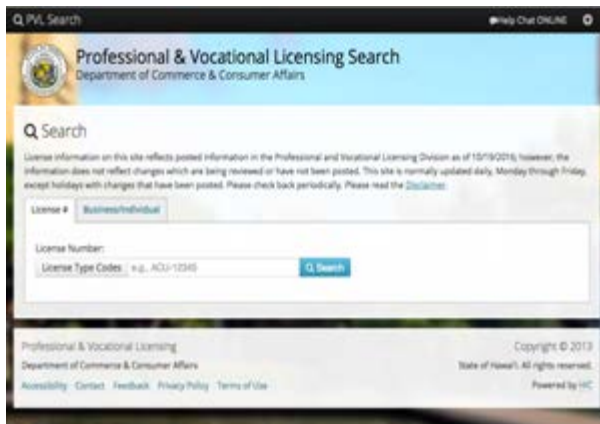 PVL Search
Help Chat ONLINE
Professional & Vocational Licensing Search
Department of Commerce & Consumer Affairs
Search
License information on this site reflects posted information in the Professional and Vocational Licensing Division as of 10/19/2016; however, the
information does not reflect changes which are being reviewed or have not been posted. This site is normally updated daily, Monday through Friday,
except holidays with changes that have been posted. Please check back periodically. Please read the Disclaimer.
License # Business/Individual
License Number:
License Type Codes e.g., ACU-12345 Search
Professional & Vocational Licensing
Copyright © 2013
Department of Commerce & Consumer Affairs
State of Hawai'i. All rights reserved.
Accessibility Contact Feedback Privacy Policy Terms of Use
Powered by HIC